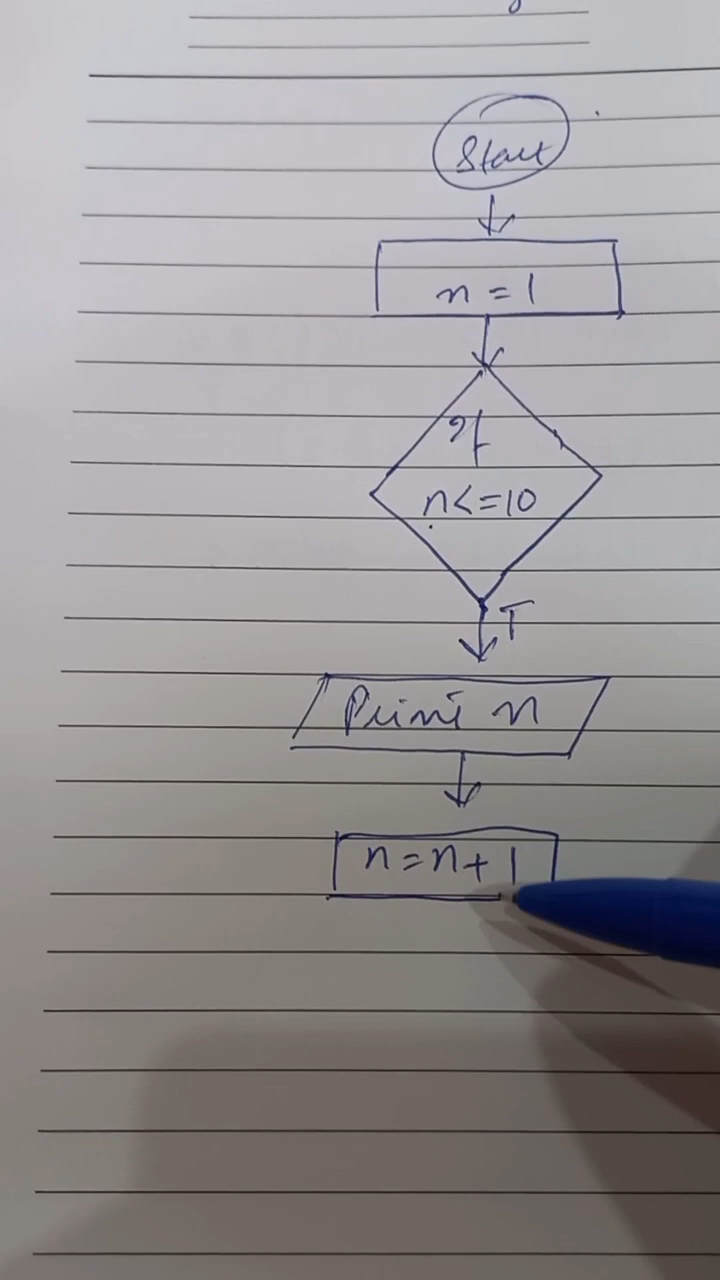 Start
n = 1
If
n<=10
T
Print n
n = n + 1